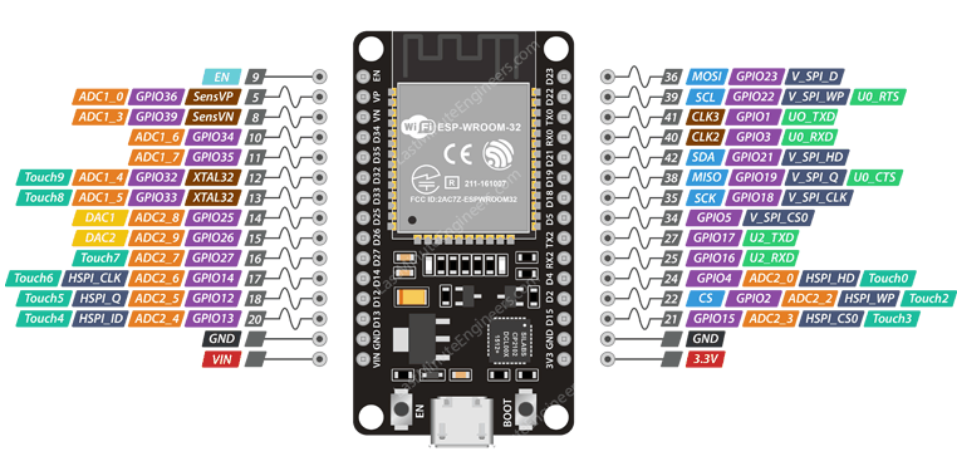 EN 9
ADC1_0 GPIO36 SensVP 5
ADC1_3 GPIO39 SensVN 8
ADC1_6 GPIO34 10
ADC1_7 GPIO35 11
Touch9 ADC1_4 GPIO32 XTAL32 12
Touch8 ADC1_5 GPIO33 XTAL32 13
DAC1 ADC2_8 GPIO25 14
DAC2 ADC2_9 GPIO26 15
Touch7 ADC2_7 GPIO27 16
Touch6 HSPI_CLK ADC2_6 GPIO14 17
Touch5 HSPI_Q ADC2_5 GPIO12 18
Touch4 HSPI_ID ADC2_4 GPIO13 20
GND
VIN
EN
VP
VN
D34
D35
D32
D33
D25
D26
D27
D14
D12
D13
GND
VIN
WiFi ESP-WROOM-32
CE
R 211-161007
FCC ID:2AC7Z-ESPWROOM32
SILABS
CP2102
DCL00X
1512+
EN
BOOT
D23
D22
TX0
RX0
D21
D19
D18
D5
TX2
RX2
D4
D2
D15
GND
3V3
36 MOSI GPIO23 V_SPI_D
39 SCL GPIO22 V_SPI_WP U0_RTS
41 CLK3 GPIO1 UO_TXD
40 CLK2 GPIO3 U0_RXD
42 SDA GPIO21 V_SPI_HD
38 MISO GPIO19 V_SPI_Q U0_CTS
35 SCK GPIO18 V_SPI_CLK
34 GPIO5 V_SPI_CS0
27 GPIO17 U2_TXD
25 GPIO16 U2_RXD
24 GPIO4 ADC2_0 HSPI_HD Touch0
22 CS GPIO2 ADC2_2 HSPI_WP Touch2
21 GPIO15 ADC2_3 HSPI_CS0 Touch3
GND
3.3V